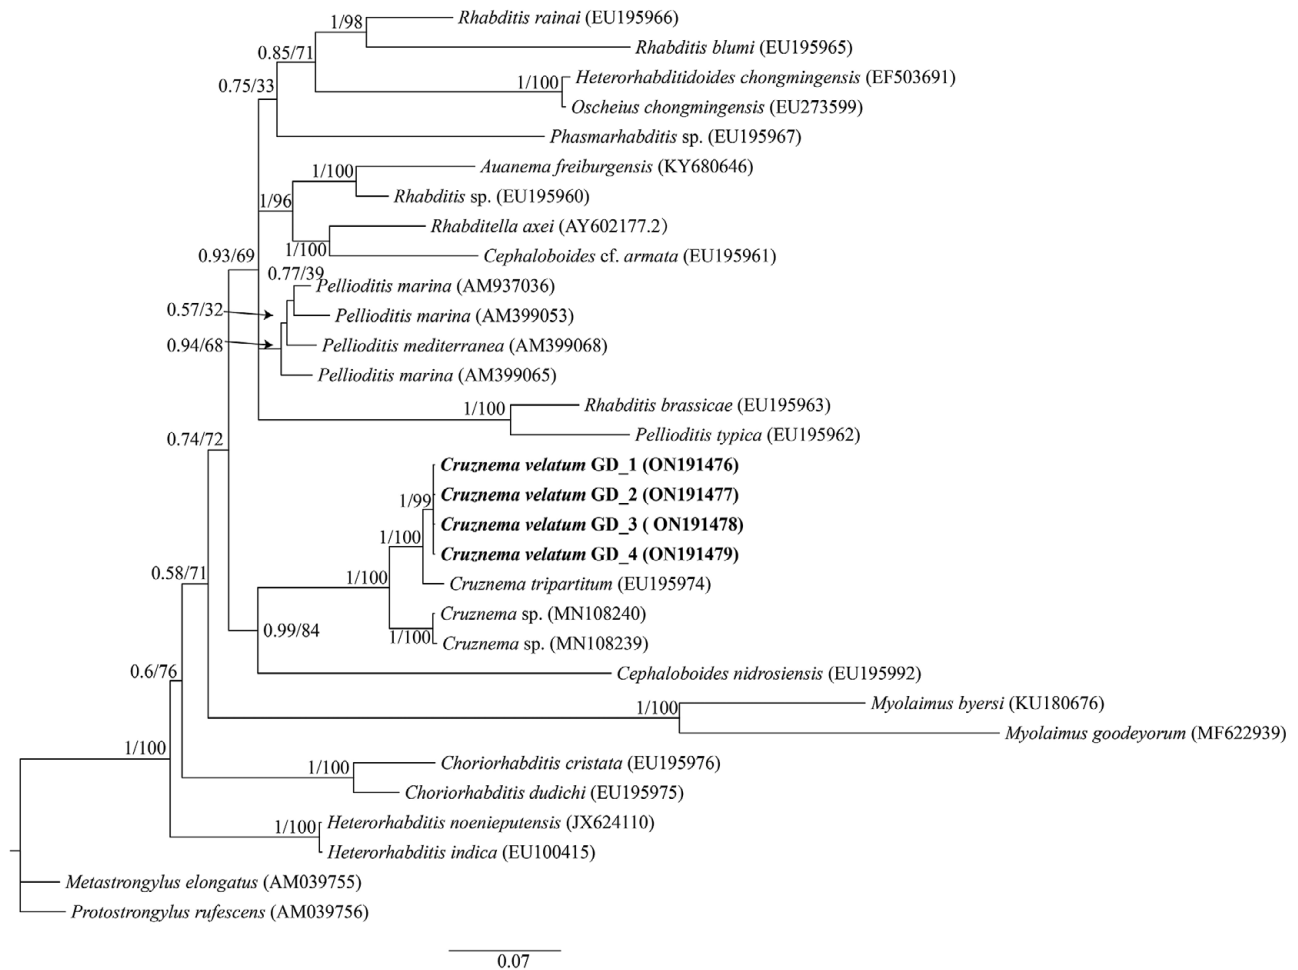 Rhabditis rainai (EU195966)
1/98
Rhabditis blumi (EU195965)
0.85/71
Heterorhabditidoides chongmingensis (EF503691)
1/100
0.75/33
Oscheius chongmingensis (EU273599)
Phasmarhabditis sp. (EU195967)
Auanema freiburgensis (KY680646)
1/100
Rhabditis sp. (EU195960)
1/96
Rhabditella axei (AY602177.2)
1/100
Cephaloboides cf. armata (EU195961)
0.93/69
0.77/39
Pellioditis marina (AM937036)
0.57/32
Pellioditis marina (AM399053)
0.94/68
Pellioditis mediterranea (AM399068)
Pellioditis marina (AM399065)
Rhabditis brassicae (EU195963)
1/100
Pellioditis typica (EU195962)
0.74/72
Cruznema velatum GD_1 (ON191476)
Cruznema velatum GD_2 (ON191477)
1/99
Cruznema velatum GD_3 ( ON191478)
1/100
Cruznema velatum GD_4 (ON191479)
0.58/71
1/100
Cruznema tripartitum (EU195974)
Cruznema sp. (MN108240)
0.99/84
1/100
Cruznema sp. (MN108239)
0.6/76
Cephaloboides nidrosiensis (EU195992)
Myolaimus byersi (KU180676)
1/100
Myolaimus goodeyorum (MF622939)
1/100
Choriorhabditis cristata (EU195976)
1/100
Choriorhabditis dudichi (EU195975)
Heterorhabditis noenieputensis (JX624110)
1/100
Heterorhabditis indica (EU100415)
Metastrongylus elongatus (AM039755)
Protostrongylus rufescens (AM039756)
0.07